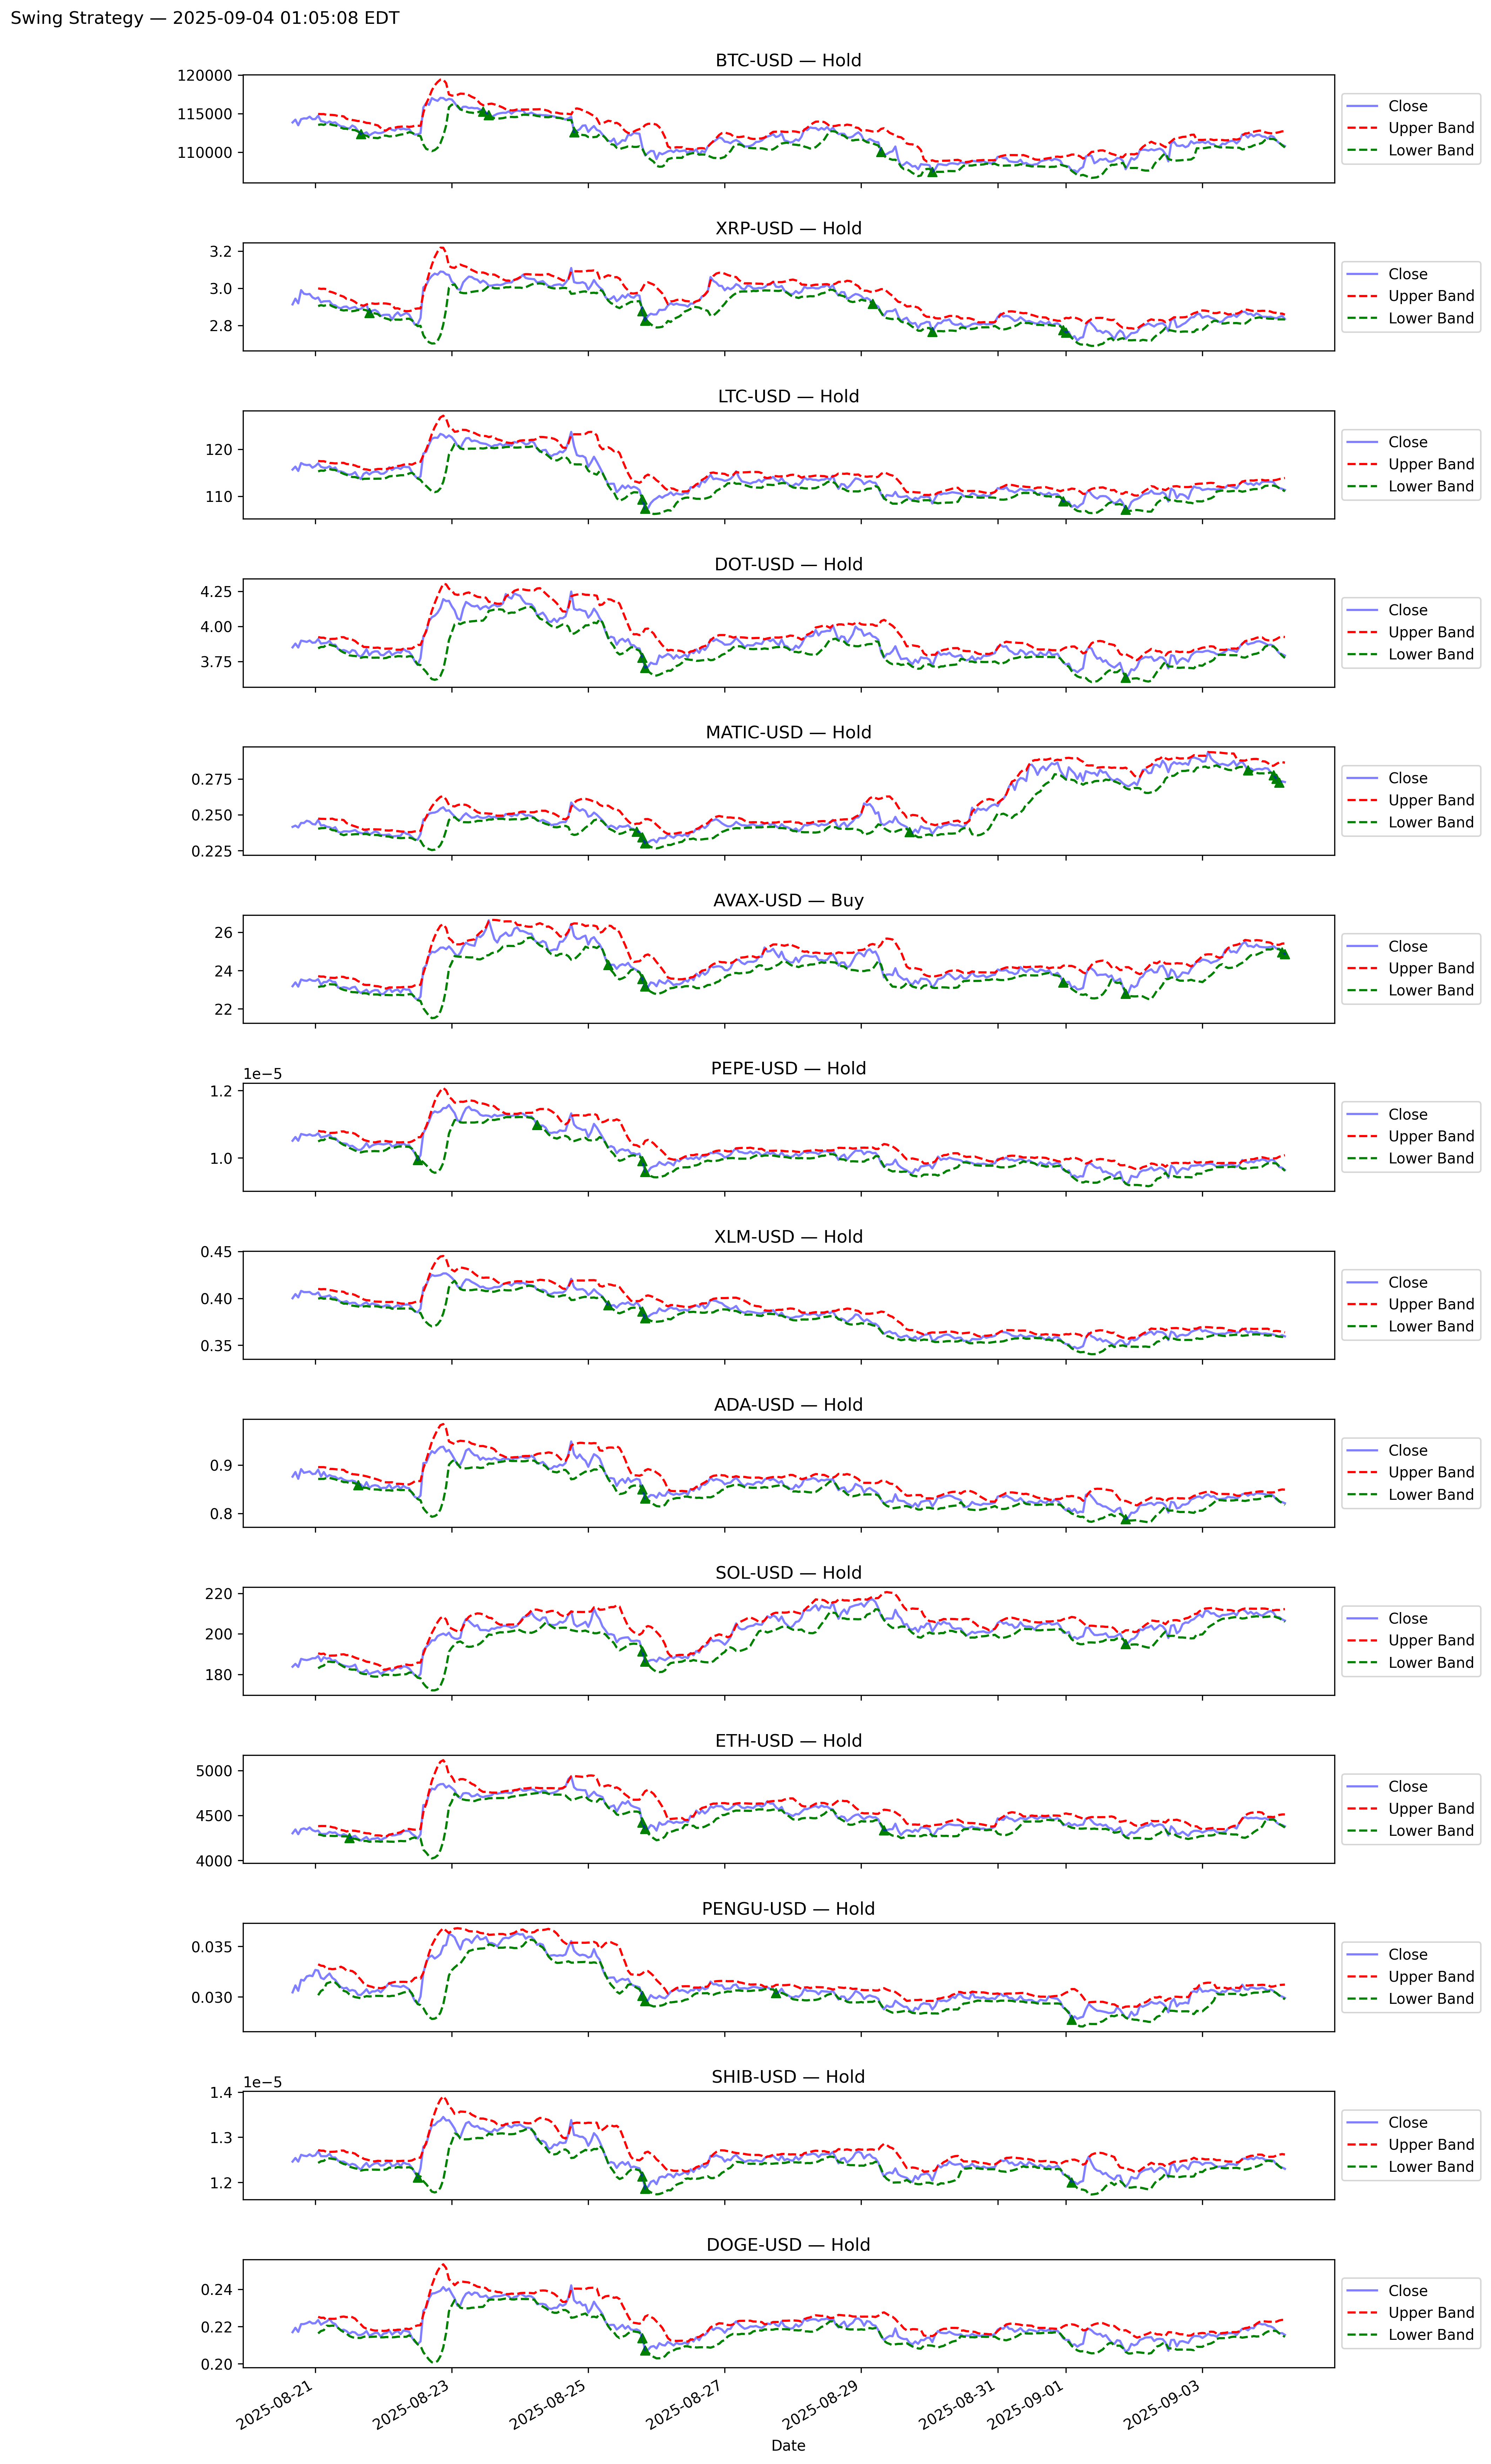 Swing Strategy — 2025-09-04 01:05:08 EDT
BTC-USD — Hold
120000
115000
110000
Close
Upper Band
Lower Band
XRP-USD — Hold
3.2
3.0
2.8
Close
Upper Band
Lower Band
LTC-USD — Hold
120
110
Close
Upper Band
Lower Band
DOT-USD — Hold
4.25
4.00
3.75
Close
Upper Band
Lower Band
MATIC-USD — Hold
0.275
0.250
0.225
Close
Upper Band
Lower Band
AVAX-USD — Buy
26
24
22
Close
Upper Band
Lower Band
PEPE-USD — Hold
1e−5
1.2
1.0
Close
Upper Band
Lower Band
XLM-USD — Hold
0.45
0.40
0.35
Close
Upper Band
Lower Band
ADA-USD — Hold
0.9
0.8
Close
Upper Band
Lower Band
SOL-USD — Hold
220
200
180
Close
Upper Band
Lower Band
ETH-USD — Hold
5000
4500
4000
Close
Upper Band
Lower Band
PENGU-USD — Hold
0.035
0.030
Close
Upper Band
Lower Band
SHIB-USD — Hold
1e−5
1.4
1.3
1.2
Close
Upper Band
Lower Band
DOGE-USD — Hold
0.24
0.22
0.20
Close
Upper Band
Lower Band
2025-08-21
2025-08-23
2025-08-25
2025-08-27
2025-08-29
2025-08-31
2025-09-01
2025-09-03
Date